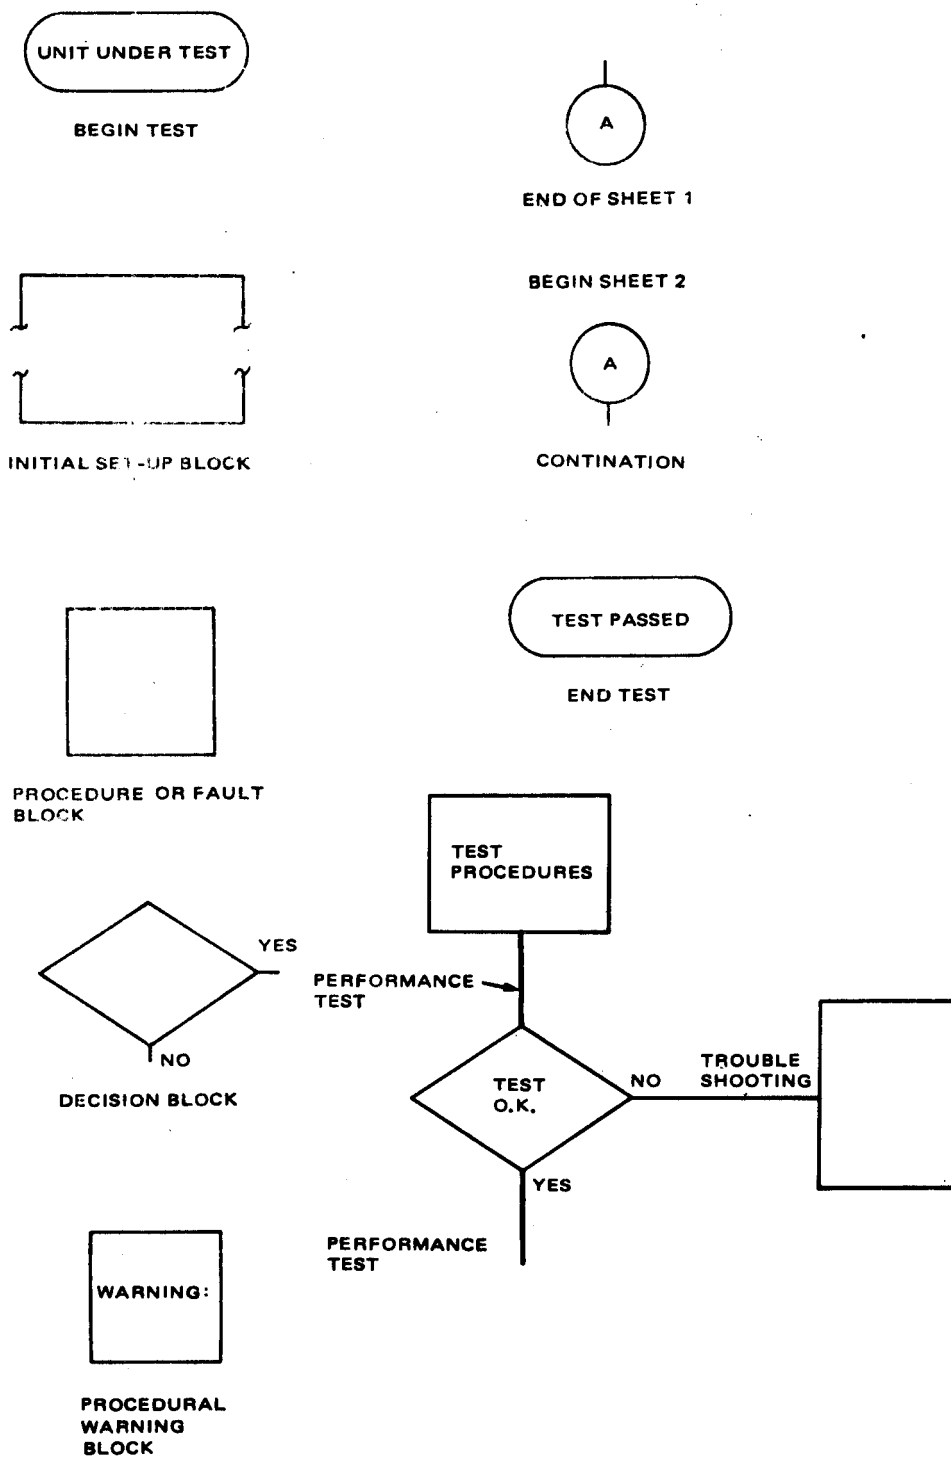 UNIT UNDER TEST
BEGIN TEST
A
END OF SHEET 1
BEGIN SHEET 2
A
CONTINATION
INITIAL SET-UP BLOCK
TEST PASSED
END TEST
PROCEDURE OR FAULT
BLOCK
TEST
PROCEDURES
YES
NO
DECISION BLOCK
PERFORMANCE
TEST
TEST
O.K.
NO
TROUBLE
SHOOTING
YES
PERFORMANCE
TEST
WARNING:
PROCEDURAL
WARNING
BLOCK